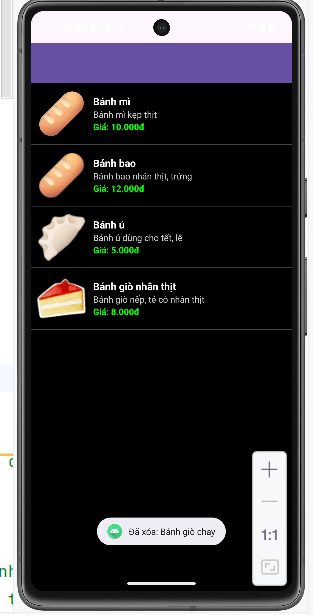 Bánh mì
Bánh mì kẹp thịt
Giá: 10.000đ
Bánh bao
Bánh bao nhân thịt, trứng
Giá: 12.000đ
Bánh ú
Bánh ú dùng cho tết, lễ
Giá: 5.000đ
Bánh giò nhân thịt
Bánh giò nếp, tẻ có nhân thịt
Giá: 8.000đ
Đã xóa: Bánh giò chay
1:1